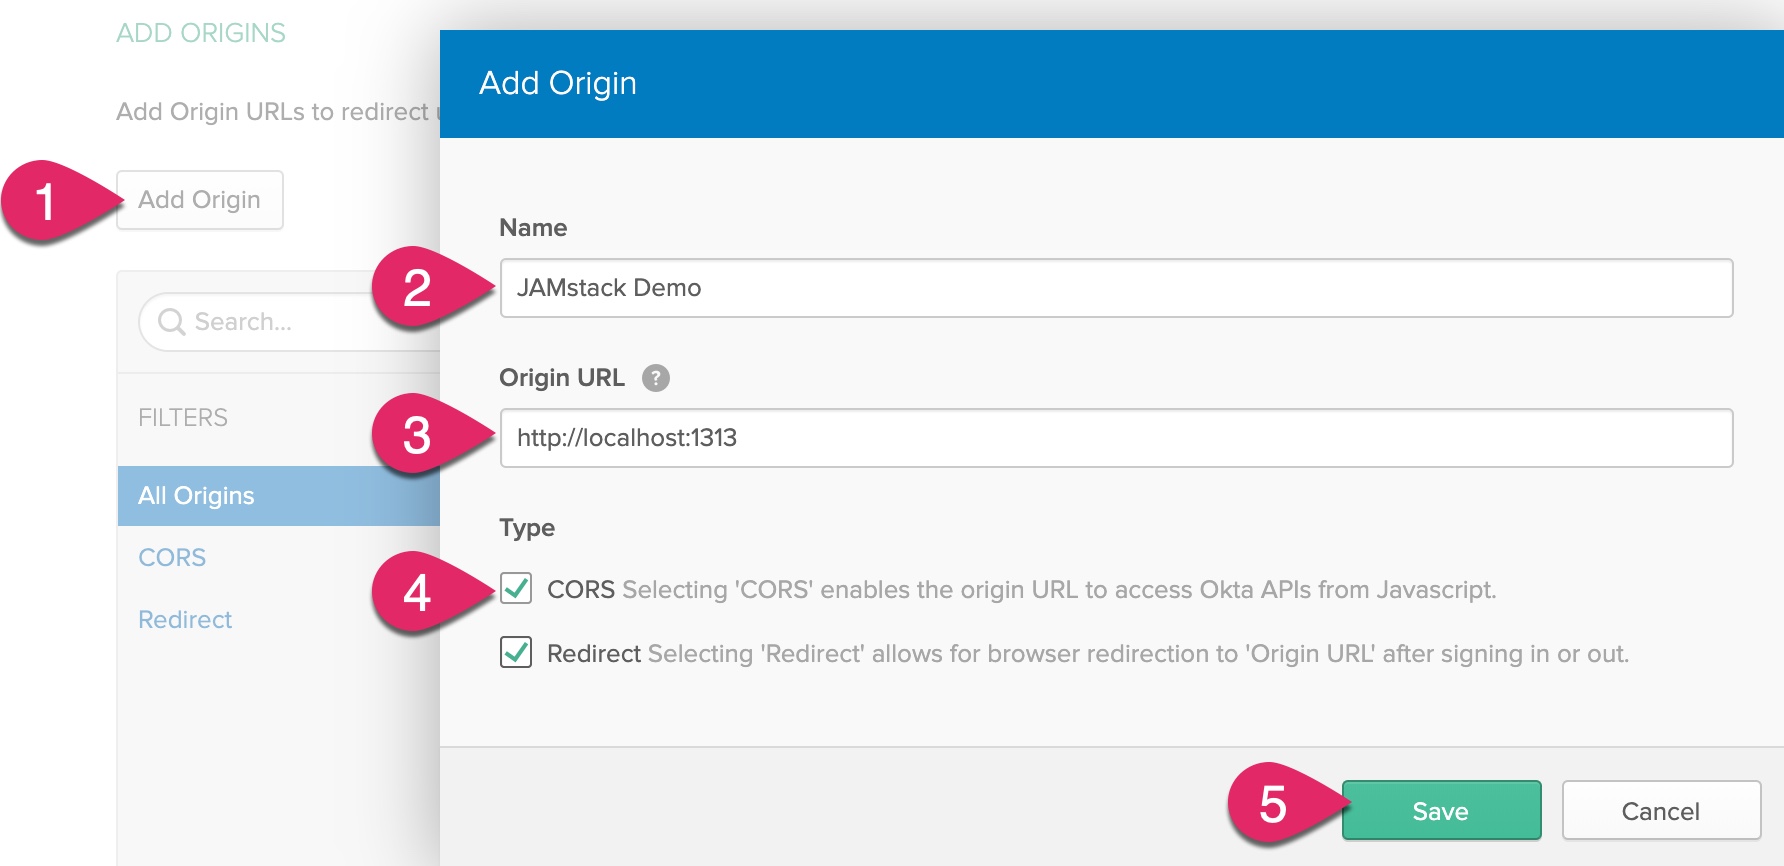 ADD ORIGINS
Add Origin URLs to redirect
1
Add Origin
Search...
FILTERS
All Origins
CORS
Redirect
Add Origin
Name
2
JAMstack Demo
Origin URL ?
3
http://localhost:1313
Type
4
CORS Selecting 'CORS' enables the origin URL to access Okta APIs from Javascript.
Redirect Selecting 'Redirect' allows for browser redirection to 'Origin URL' after signing in or out.
5
Save
Cancel